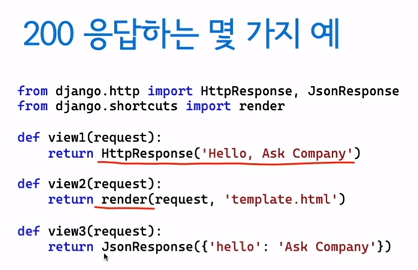 200 응답하는 몇 가지 예
from django.http import HttpResponse, JsonResponse
from django.shortcuts import render
def view1(request):
    return HttpResponse('Hello, Ask Company')
def view2(request):
    return render(request, 'template.html')
def view3(request):
    return JsonResponse({'hello': 'Ask Company'})